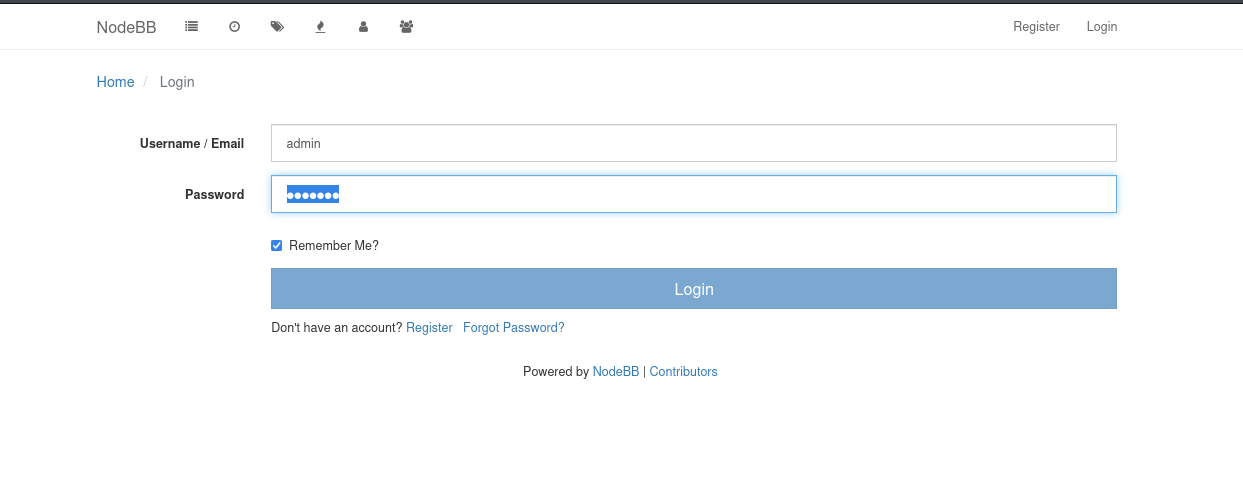 NodeBB Register Login
Home / Login
Username / Email admin
Password •••••••
Remember Me?
Login
Don't have an account? Register Forgot Password?
Powered by NodeBB | Contributors